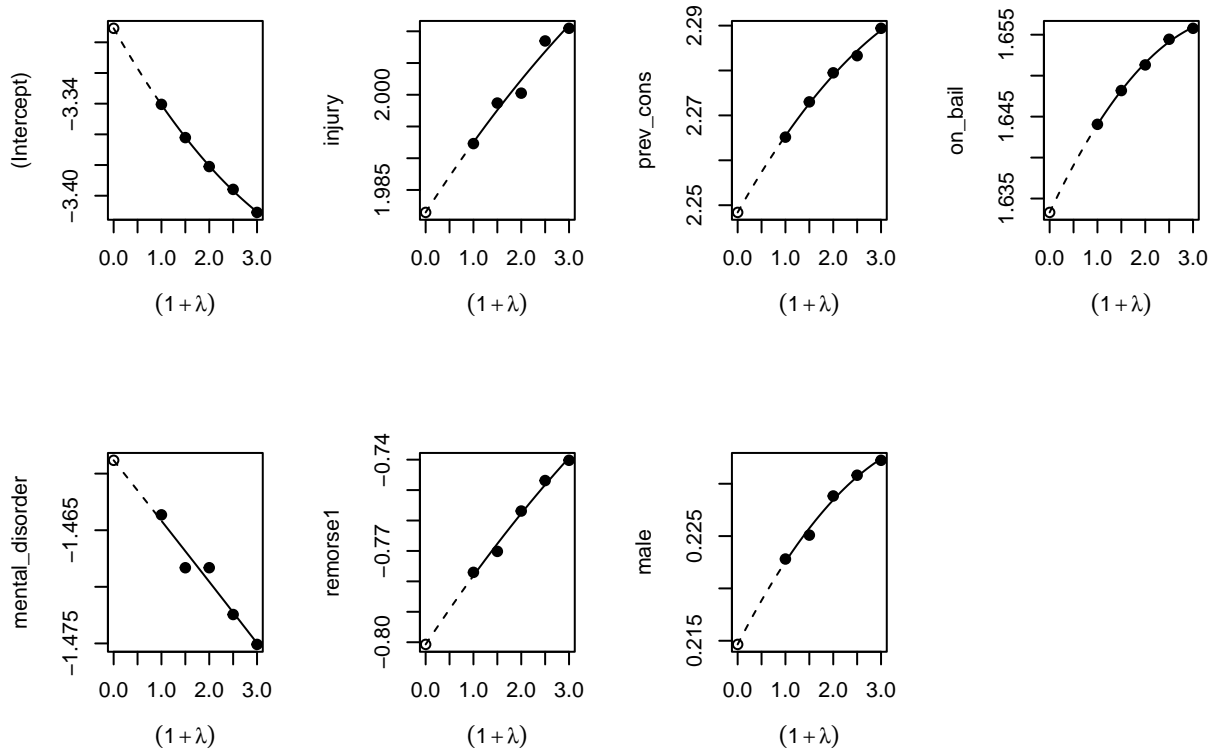 (Intercept)
−3.40 −3.34
0.0 1.0 2.0 3.0
(1 + λ)
injury
1.985 2.000
0.0 1.0 2.0 3.0
(1 + λ)
prev_cons
2.25 2.27 2.29
0.0 1.0 2.0 3.0
(1 + λ)
on_bail
1.635 1.645 1.655
0.0 1.0 2.0 3.0
(1 + λ)
mental_disorder
−1.475 −1.465
0.0 1.0 2.0 3.0
(1 + λ)
remorse1
−0.80 −0.77 −0.74
0.0 1.0 2.0 3.0
(1 + λ)
male
0.215 0.225
0.0 1.0 2.0 3.0
(1 + λ)